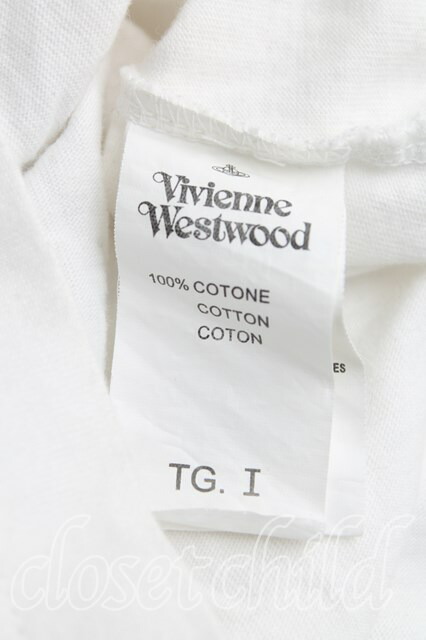 Vivienne
Westwood
100% COTONE
COTTON
COTON
ES
TG. I
closetchild